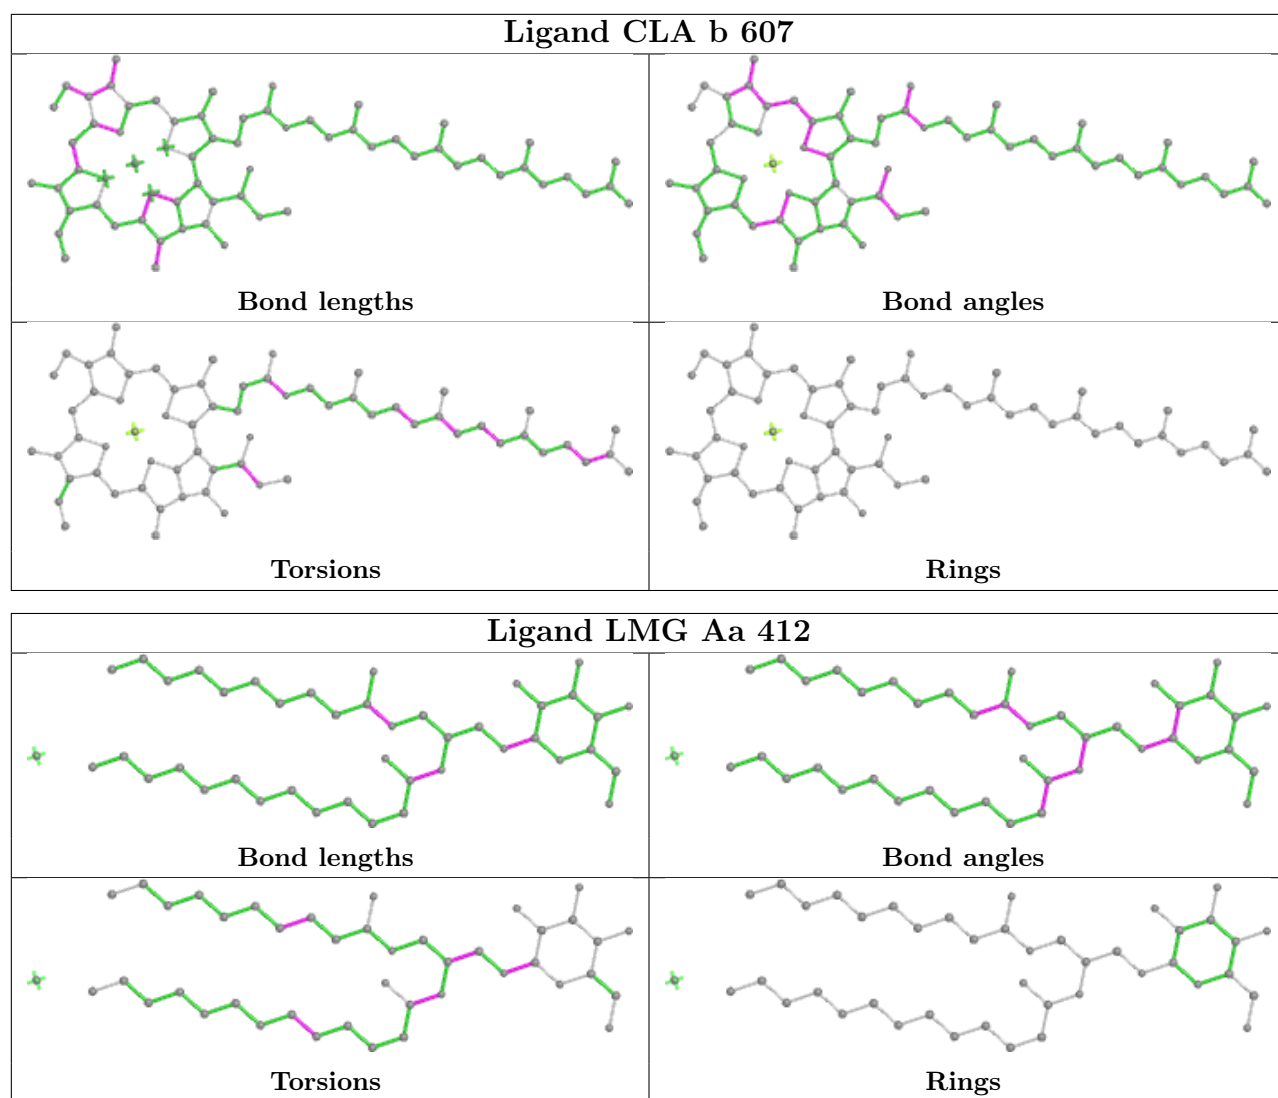 Ligand CLA b 607
Bond lengths
Bond angles
Torsions
Rings
Ligand LMG Aa 412
Bond lengths
Bond angles
Torsions
Rings